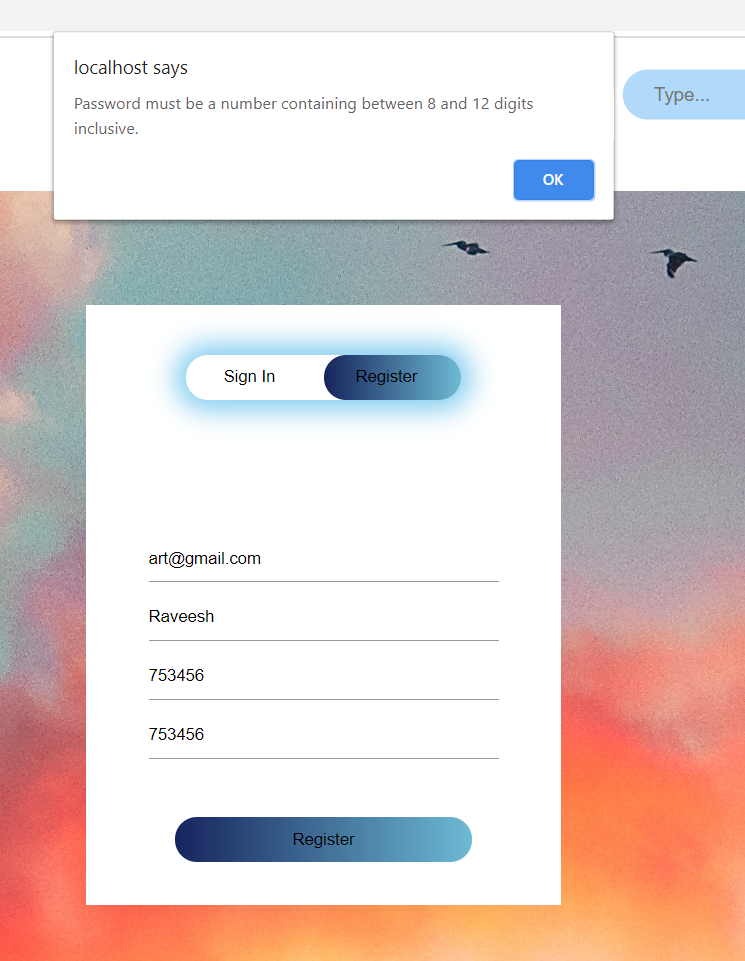 localhost says
Password must be a number containing between 8 and 12 digits
inclusive.
OK
Type...
Sign In
Register
art@gmail.com
Raveesh
753456
753456
Register